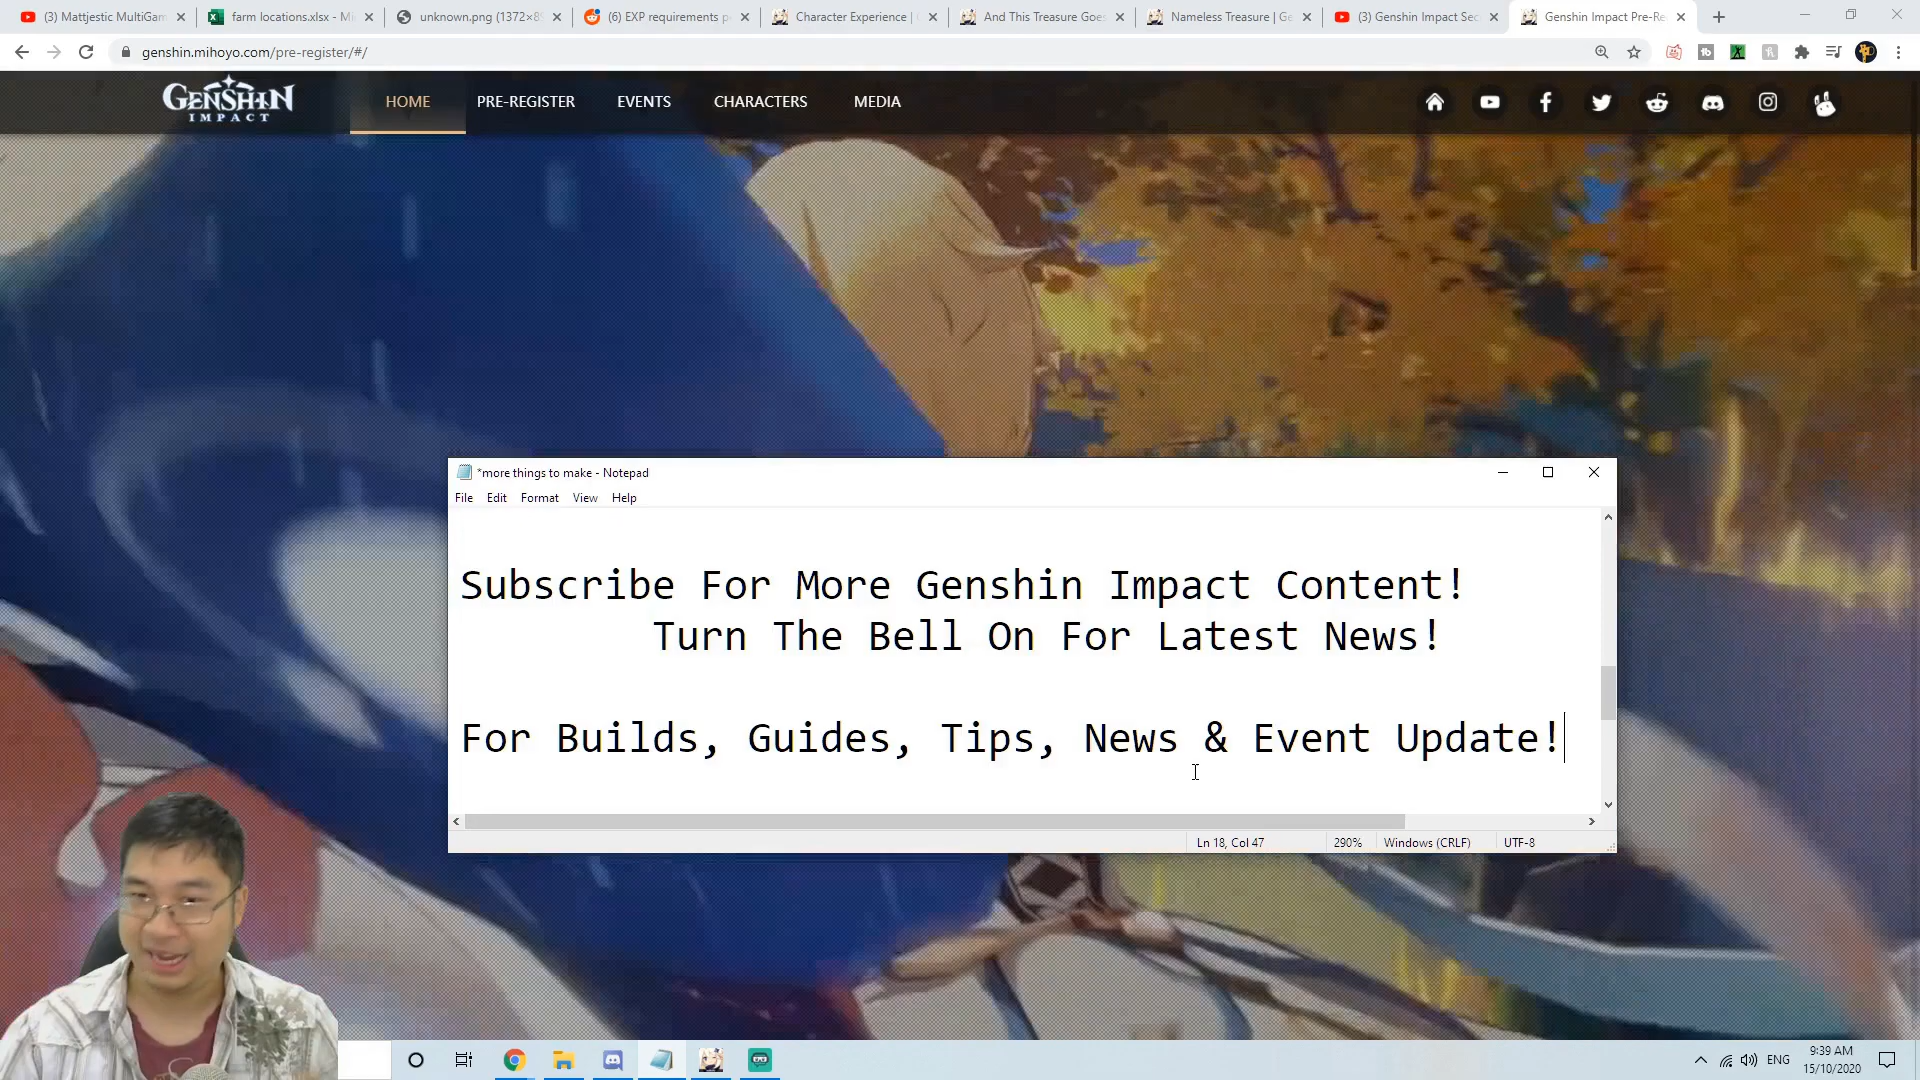 (3) Mattjestic MultiGam
farm locations.xlsx - Mi
unknown.png (1372×89
(6) EXP requirements p
Character Experience | G
And This Treasure Goes
Nameless Treasure | Ge
(3) Genshin Impact Sec
Genshin Impact Pre-Re
genshin.mihoyo.com/pre-register/#/
GENSHIN
IMPACT
HOME
PRE-REGISTER
EVENTS
CHARACTERS
MEDIA
*more things to make - Notepad
File Edit Format View Help
Subscribe For More Genshin Impact Content!
Turn The Bell On For Latest News!
For Builds, Guides, Tips, News & Event Update!
Ln 18, Col 47
290%
Windows (CRLF)
UTF-8
ENG
9:39 AM
15/10/2020